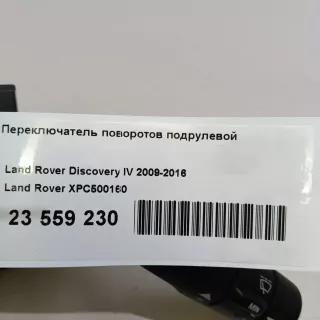 Переключатель поворотов подрулевой
Land Rover Discovery IV 2009-2016
Land Rover XPC500160
23 559 230